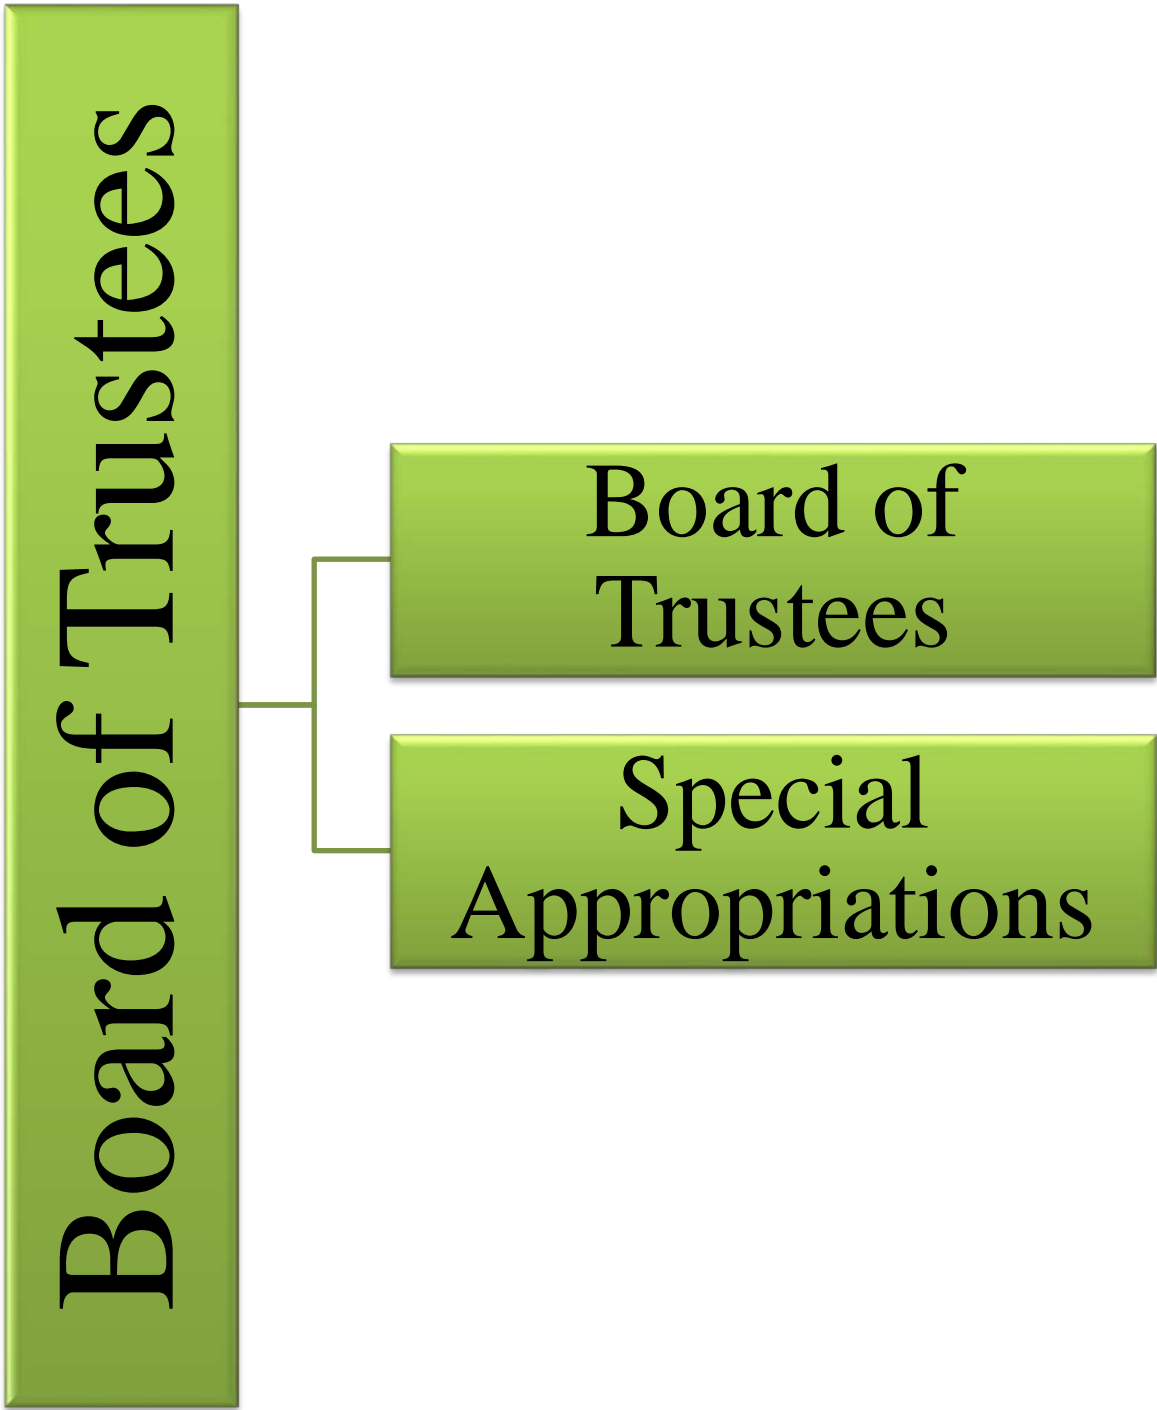 Board of Trustees
Board of
Trustees
Special
Appropriations